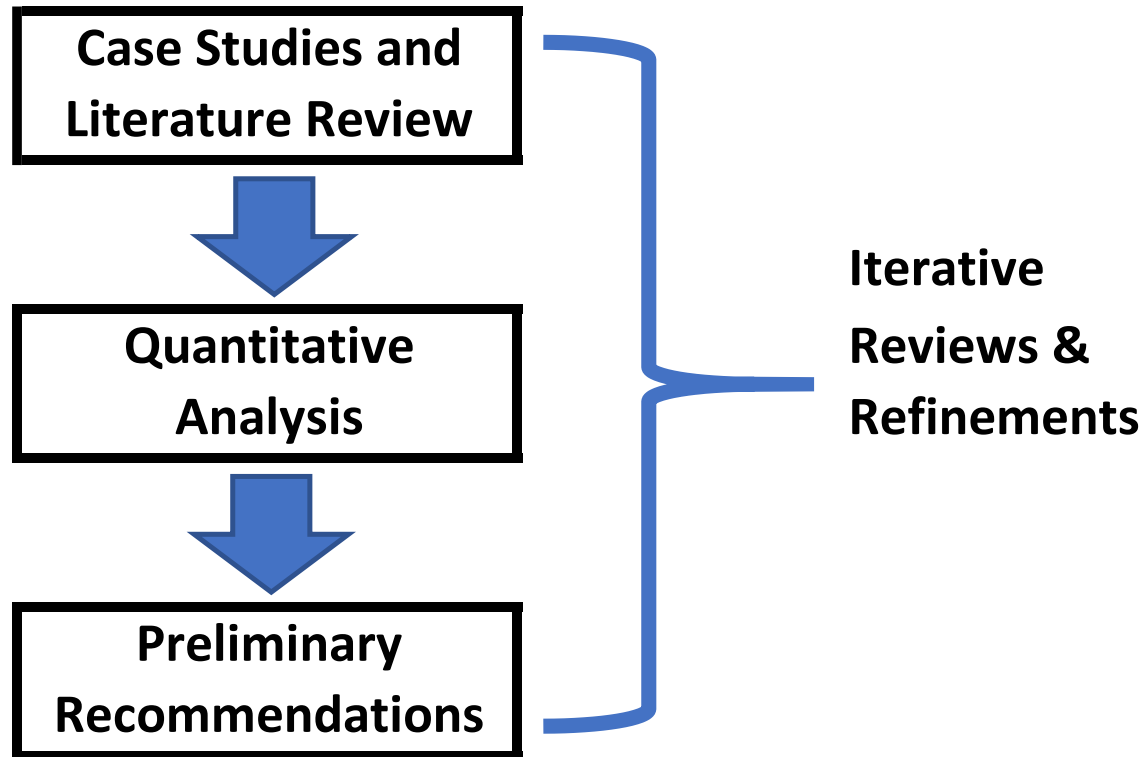 Case Studies and
Literature Review
Quantitative
Analysis
Preliminary
Recommendations
Iterative
Reviews &
Refinements